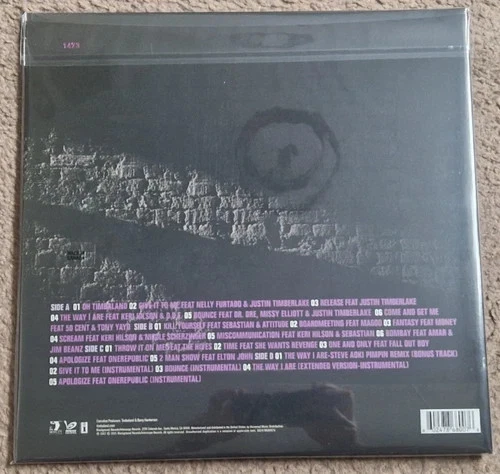 SIDE A 01 OH TIMBALAND 02 GIVE IT TO ME FEAT NELLY FURTADO & JUSTIN TIMBERLAKE 03 RELEASE FEAT JUSTIN TIMBERLAKE
04 THE WAY I ARE FEAT KERI HILSON & D.O.E. 05 BOUNCE FEAT DR. DRE, MISSY ELLIOTT & JUSTIN TIMBERLAKE 06 COME AND GET ME
FEAT 50 CENT & TONY YAYO SIDE B 01 KILL YOURSELF FEAT SEBASTIAN & ATTITUDE 02 BOARDMEETING FEAT MAGOO 03 FANTASY FEAT MONEY
04 SCREAM FEAT KERI HILSON & NICOLE SCHERZINGER 05 MISCOMMUNICATION FEAT KERI HILSON & SEBASTIAN 06 BOMBAY FEAT AMAR &
JIM BEANZ SIDE C 01 THROW IT ON ME FEAT THE HIVES 02 TIME FEAT SHE WANTS REVENGE 03 ONE AND ONLY FEAT FALL OUT BOY
04 APOLOGIZE FEAT ONEREPUBLIC 05 2 MAN SHOW FEAT ELTON JOHN SIDE D 01 THE WAY I ARE (STEVE AOKI PIMPIN REMIX (BONUS TRACK)
02 GIVE IT TO ME (INSTRUMENTAL) 03 BOUNCE (INSTRUMENTAL) 04 THE WAY I ARE (EXTENDED VERSION-INSTRUMENTAL)
05 APOLOGIZE FEAT ONEREPUBLIC (INSTRUMENTAL)